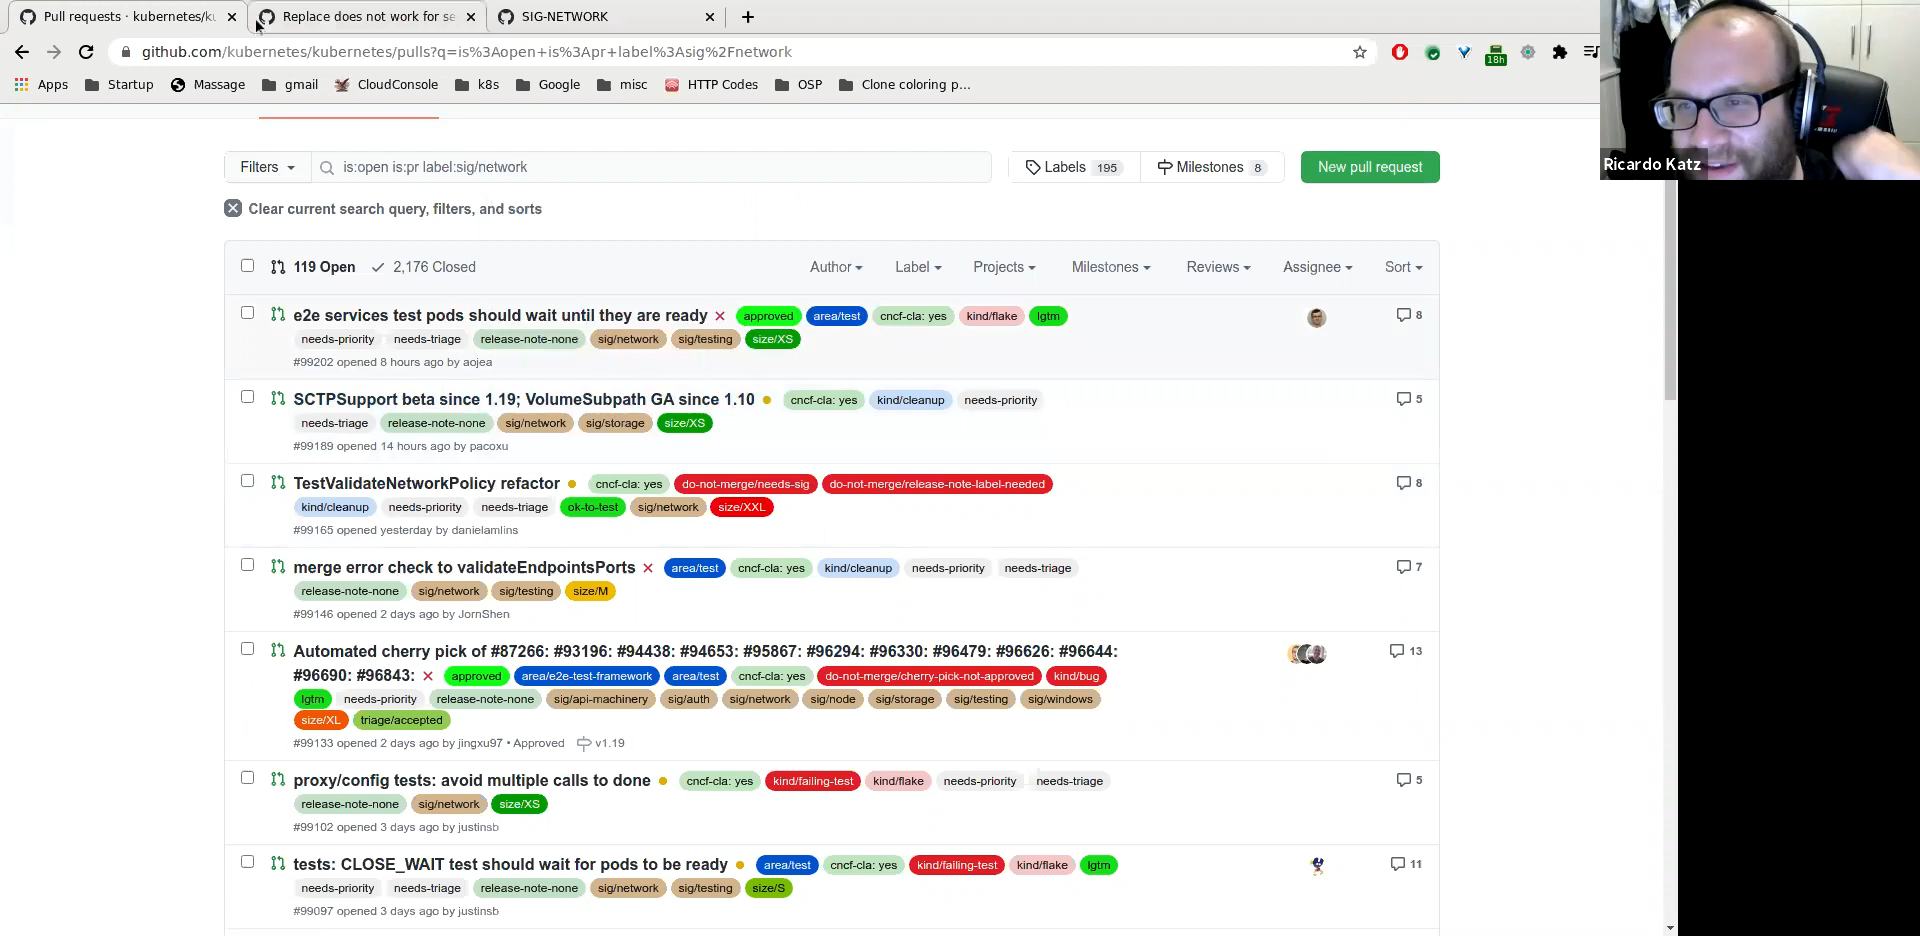 Pull requests · kubernetes/ku
Replace does not work for se
SIG-NETWORK
github.com/kubernetes/kubernetes/pulls?q=is%3Aopen+is%3Apr+label%3Asig%2Fnetwork
18h
Apps Startup Massage gmail CloudConsole k8s Google misc HTTP Codes OSP Clone coloring p...
Ricardo Katz
Filters is:open is:pr label:sig/network Labels 195 Milestones 8 New pull request
Clear current search query, filters, and sorts
119 Open 2,176 Closed Author Label Projects Milestones Reviews Assignee Sort
e2e services test pods should wait until they are ready approved area/test cncf-cla: yes kind/flake lgtm 8
needs-priority needs-triage release-note-none sig/network sig/testing size/XS
#99202 opened 8 hours ago by aojea
SCTPSupport beta since 1.19; VolumeSubpath GA since 1.10 cncf-cla: yes kind/cleanup needs-priority 5
needs-triage release-note-none sig/network sig/storage size/XS
#99189 opened 14 hours ago by pacoxu
TestValidateNetworkPolicy refactor cncf-cla: yes do-not-merge/needs-sig do-not-merge/release-note-label-needed 8
kind/cleanup needs-priority needs-triage ok-to-test sig/network size/XXL
#99165 opened yesterday by danielamlins
merge error check to validateEndpointsPorts area/test cncf-cla: yes kind/cleanup needs-priority needs-triage 7
release-note-none sig/network sig/testing size/M
#99146 opened 2 days ago by JornShen
Automated cherry pick of #87266: #93196: #94438: #94653: #95867: #96294: #96330: #96479: #96626: #96644: 13
#96690: #96843: approved area/e2e-test-framework area/test cncf-cla: yes do-not-merge/cherry-pick-not-approved kind/bug
lgtm needs-priority release-note-none sig/api-machinery sig/auth sig/network sig/node sig/storage sig/testing sig/windows
size/XL triage/accepted
#99133 opened 2 days ago by jingxu97 • Approved v1.19
proxy/config tests: avoid multiple calls to done cncf-cla: yes kind/failing-test kind/flake needs-priority needs-triage 5
release-note-none sig/network size/XS
#99102 opened 3 days ago by justinsb
tests: CLOSE_WAIT test should wait for pods to be ready area/test cncf-cla: yes kind/failing-test kind/flake lgtm 11
needs-priority needs-triage release-note-none sig/network sig/testing size/S
#99097 opened 3 days ago by justinsb